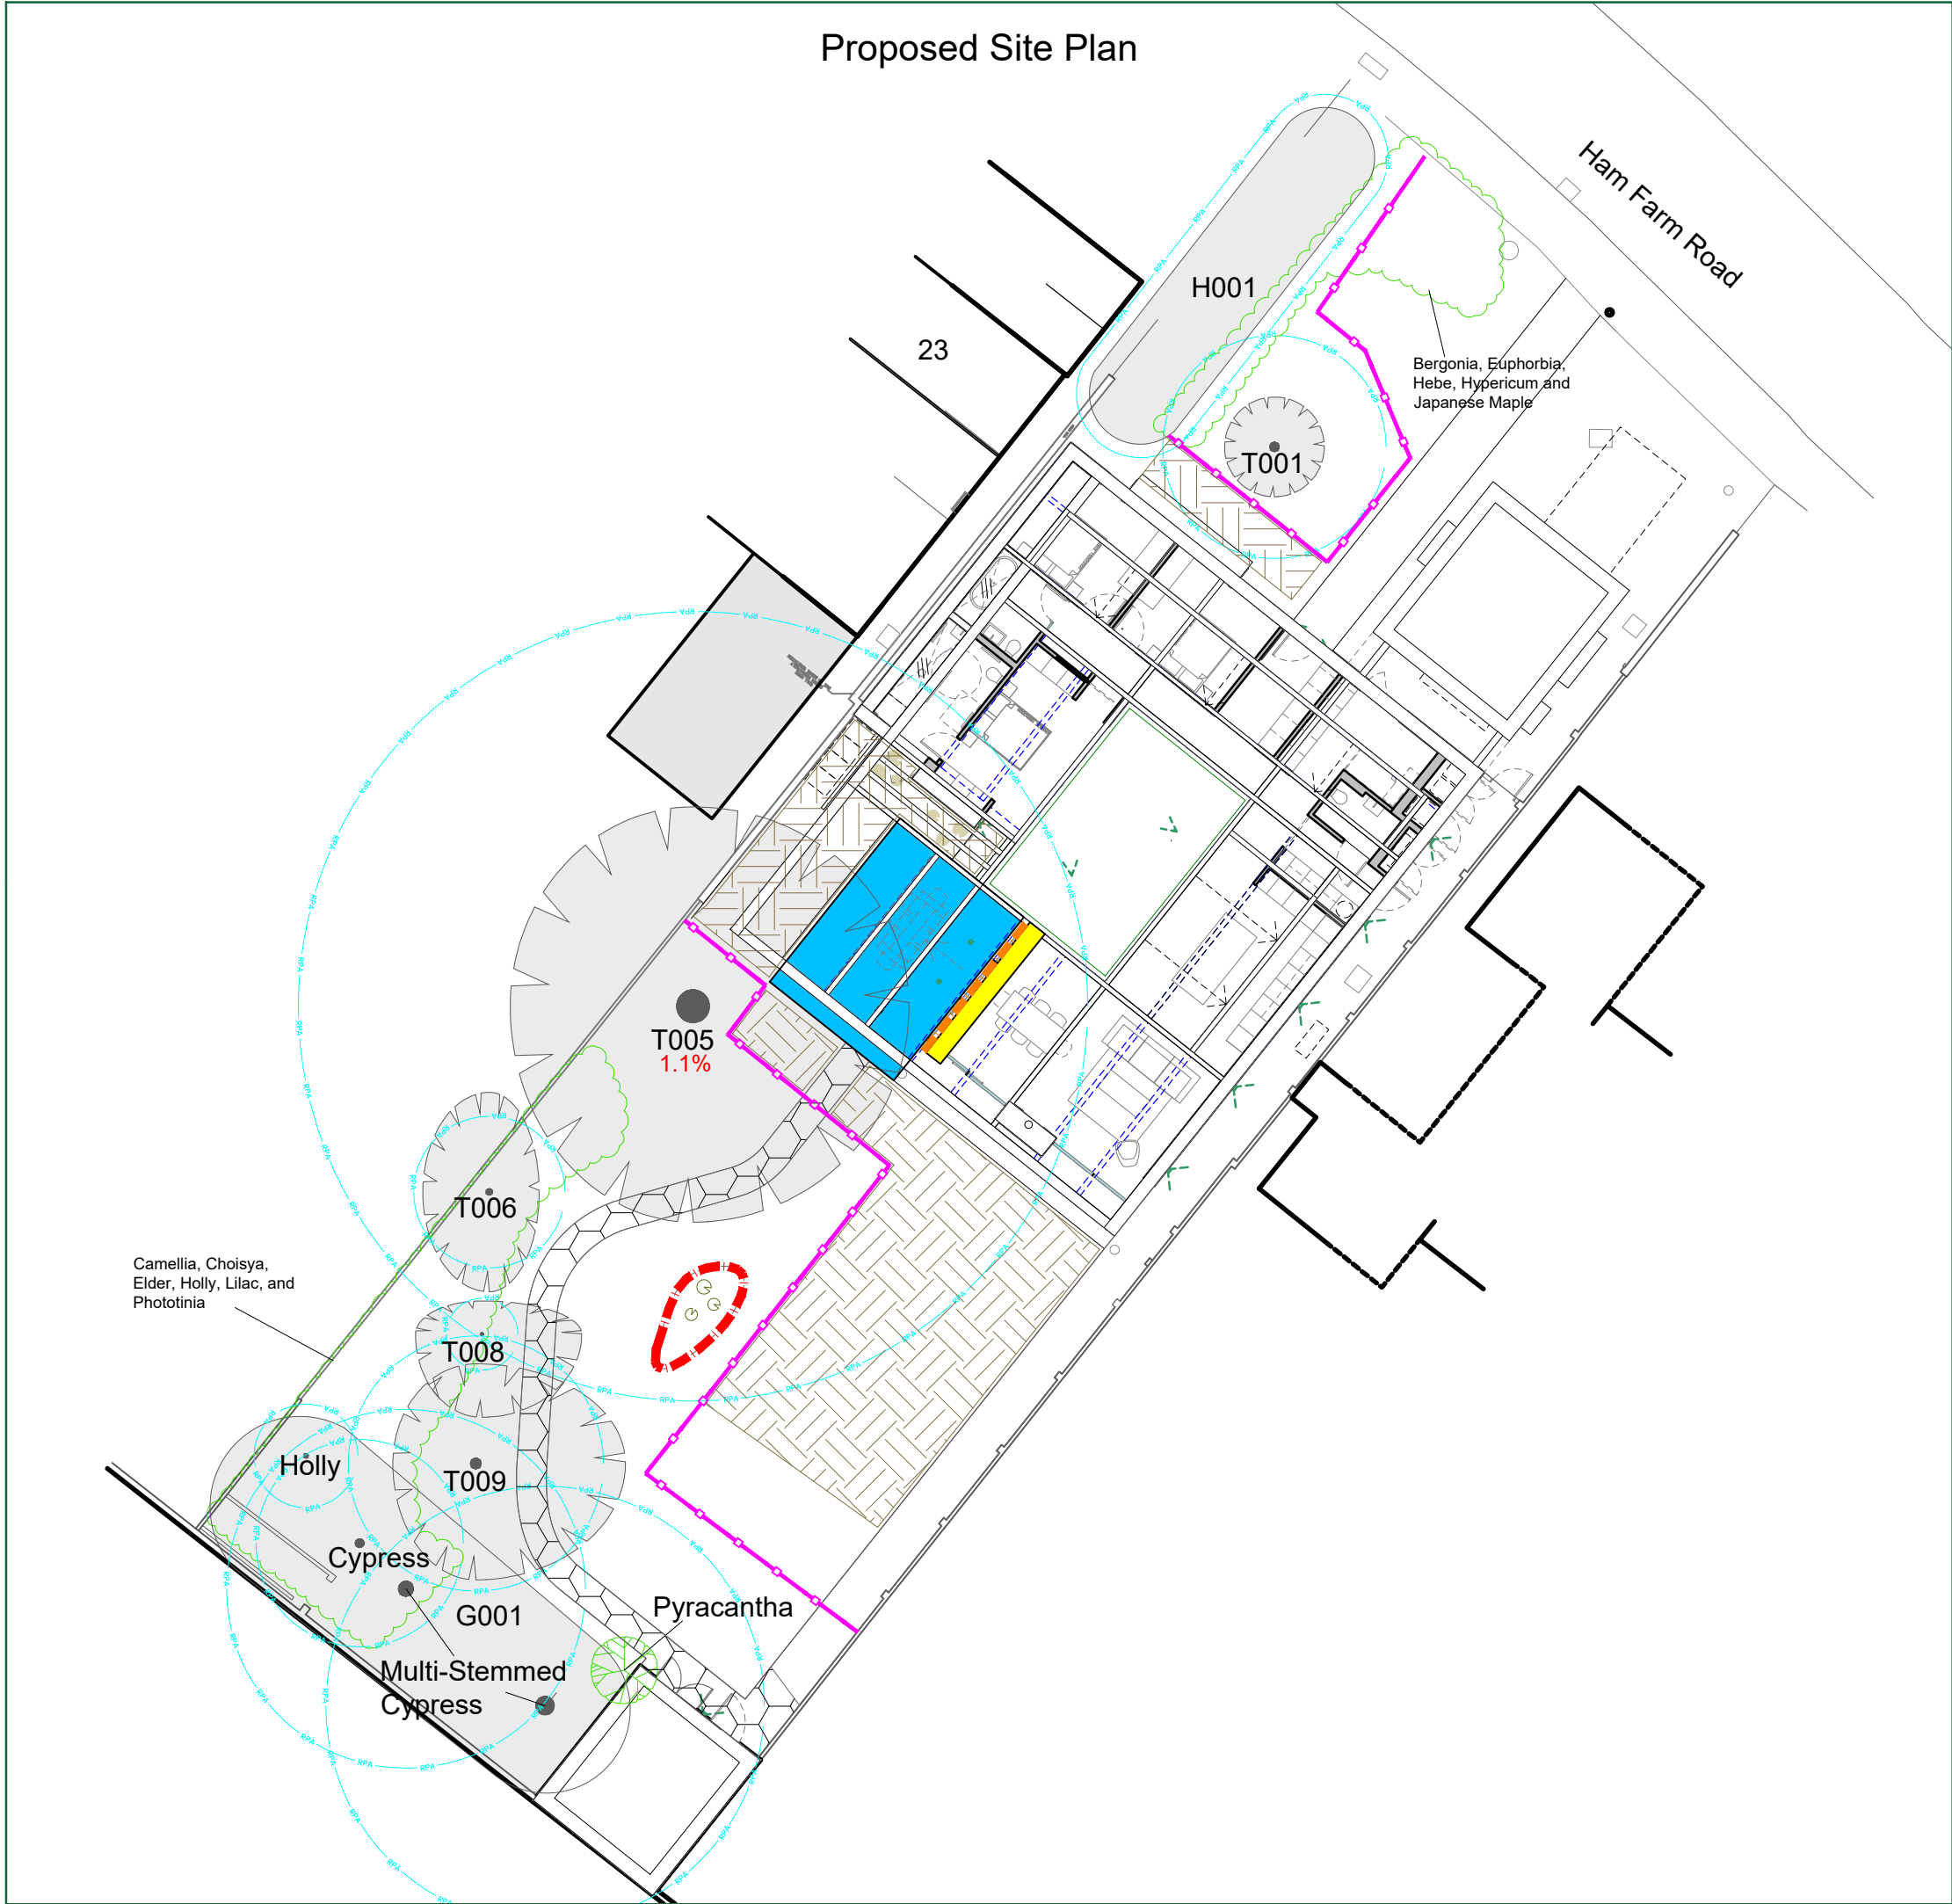 Proposed Site Plan
Ham Farm Road
H001
23
Bergonia, Euphorbia,
Hebe, Hypericum and
Japanese Maple
T001
T005
1.1%
T006
Camellia, Choisya,
Elder, Holly, Lilac, and
Phototinia
T008
Holly
T009
Cypress
G001
Pyracantha
Multi-Stemmed
Cypress
RPA